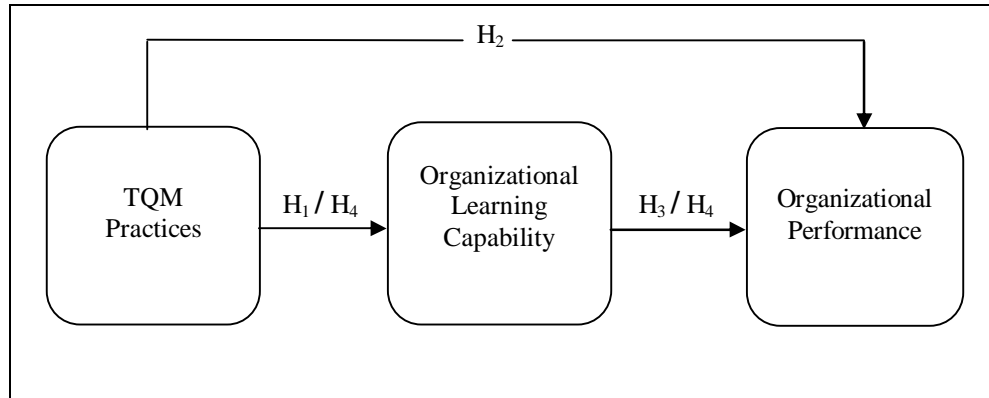 H₂
TQM
Practices
H₁ / H₄
Organizational
Learning
Capability
H₃ / H₄
Organizational
Performance